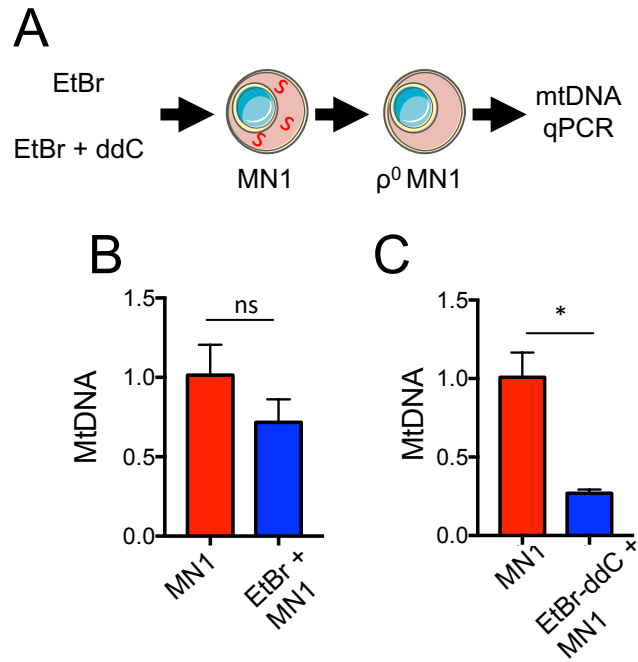 A
EtBr
EtBr + ddC
MN1
ρ⁰ MN1
mtDNA
qPCR
B
MtDNA
1.5
1.0
0.5
0.0
ns
MN1
EtBr +
MN1
C
MtDNA
1.5
1.0
0.5
0.0
*
MN1
EtBr-ddC +
MN1